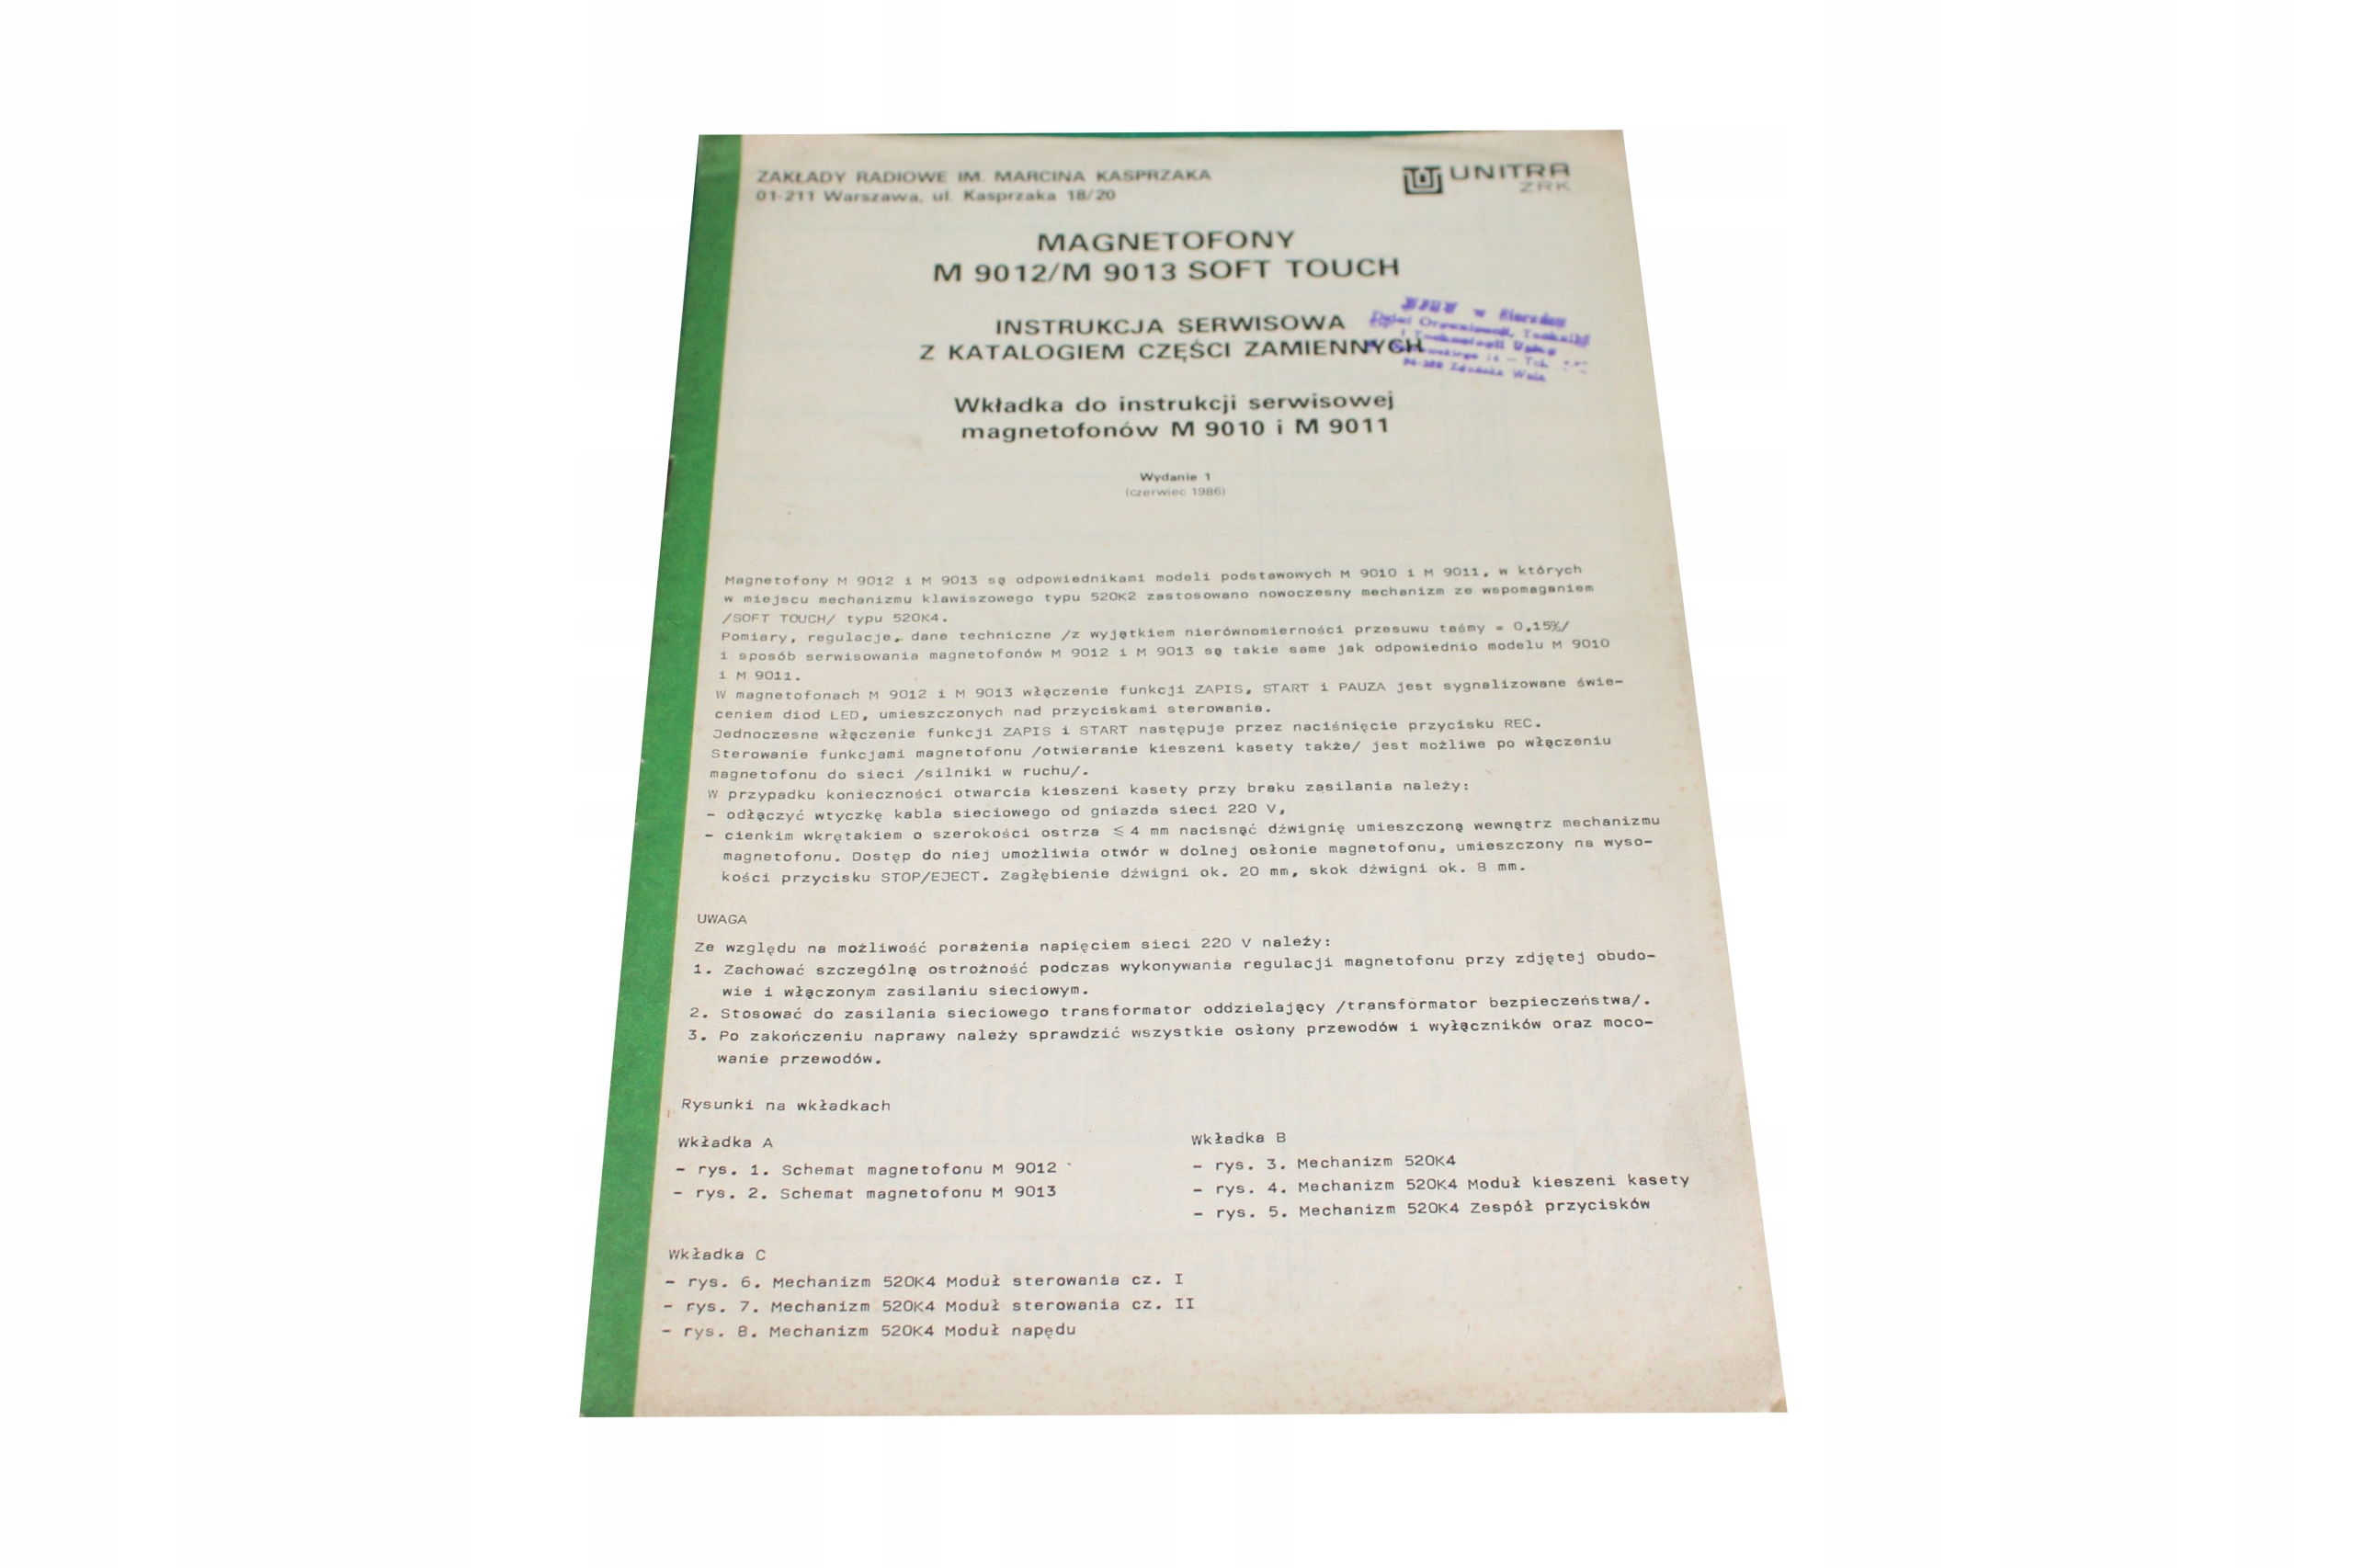 ZAKŁADY RADIOWE IM. MARCINA KASPRZAKA
01-211 Warszawa, ul. Kasprzaka 18/20
UNITRA
ZRK
MAGNETOFONY
M 9012/M 9013 SOFT TOUCH
INSTRUKCJA SERWISOWA
Z KATALOGIEM CZĘŚCI ZAMIENNYCH
w
Dział Organizacji, Techniki
i Technologii
Tel.
Zduńska Wola
Wkładka do instrukcji serwisowej
magnetofonów M 9010 i M 9011
Wydanie 1
(czerwiec 1986)
Magnetofony M 9012 i M 9013 są odpowiednikami modeli podstawowych M 9010 i M 9011, w których
w miejscu mechanizmu klawiszowego typu 520K2 zastosowano nowoczesny mechanizm ze wspomaganiem
/SOFT TOUCH/ typu 520K4.
Pomiary, regulacje, dane techniczne /z wyjątkiem nierównomierności przesuwu taśmy = 0,15%/
i sposób serwisowania magnetofonów M 9012 i M 9013 są takie same jak odpowiednio modelu M 9010
i M 9011.
W magnetofonach M 9012 i M 9013 włączenie funkcji ZAPIS, START i PAUZA jest sygnalizowane świe-
ceniem diod LED, umieszczonych nad przyciskami sterowania.
Jednoczesne włączenie funkcji ZAPIS i START następuje przez naciśnięcie przycisku REC.
Sterowanie funkcjami magnetofonu /otwieranie kieszeni kasety także/ jest możliwe po włączeniu
magnetofonu do sieci /silniki w ruchu/.
W przypadku konieczności otwarcia kieszeni kasety przy braku zasilania należy:
- odłączyć wtyczkę kabla sieciowego od gniazda sieci 220 V,
- cienkim wkrętakiem o szerokości ostrza ⩽ 4 mm nacisnąć dźwignię umieszczoną wewnątrz mechanizmu
magnetofonu. Dostęp do niej umożliwia otwór w dolnej osłonie magnetofonu, umieszczony na wyso-
kości przycisku STOP/EJECT. Zagłębienie dźwigni ok. 20 mm, skok dźwigni ok. 8 mm.
UWAGA
Ze względu na możliwość porażenia napięciem sieci 220 V należy:
1. Zachować szczególną ostrożność podczas wykonywania regulacji magnetofonu przy zdjętej obudo-
wie i włączonym zasilaniu sieciowym.
2. Stosować do zasilania sieciowego transformator oddzielający /transformator bezpieczeństwa/.
3. Po zakończeniu naprawy należy sprawdzić wszystkie osłony przewodów i wyłączników oraz moco-
wanie przewodów.
Rysunki na wkładkach
Wkładka A
- rys. 1. Schemat magnetofonu M 9012
- rys. 2. Schemat magnetofonu M 9013
Wkładka B
- rys. 3. Mechanizm 520K4
- rys. 4. Mechanizm 520K4 Moduł kieszeni kasety
- rys. 5. Mechanizm 520K4 Zespół przycisków
Wkładka C
- rys. 6. Mechanizm 520K4 Moduł sterowania cz. I
- rys. 7. Mechanizm 520K4 Moduł sterowania cz. II
- rys. 8. Mechanizm 520K4 Moduł napędu